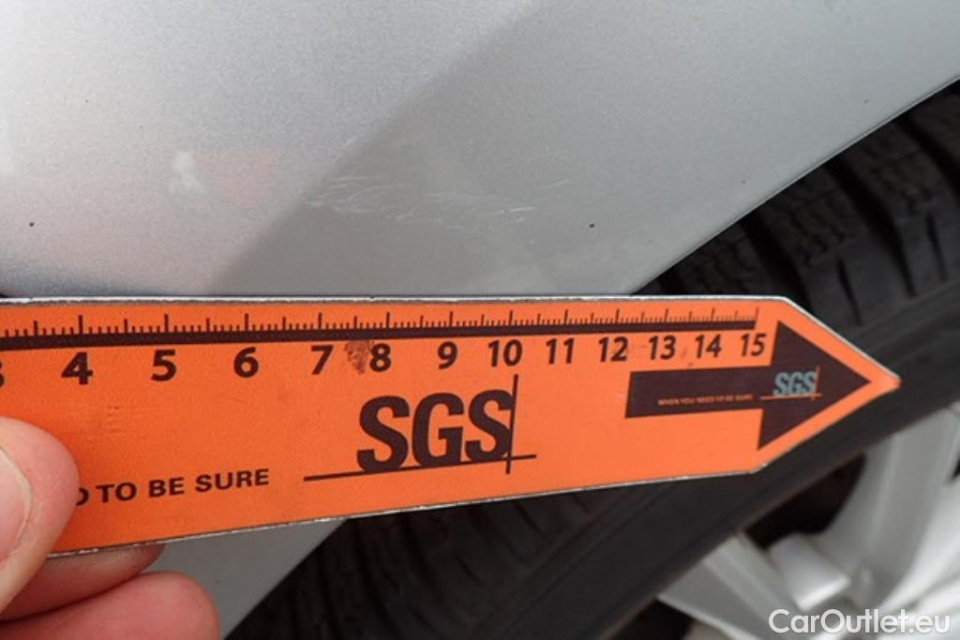 4 5 6 7 8 9 10 11 12 13 14 15
SGS
SGS
TO BE SURE
CarOutlet.eu